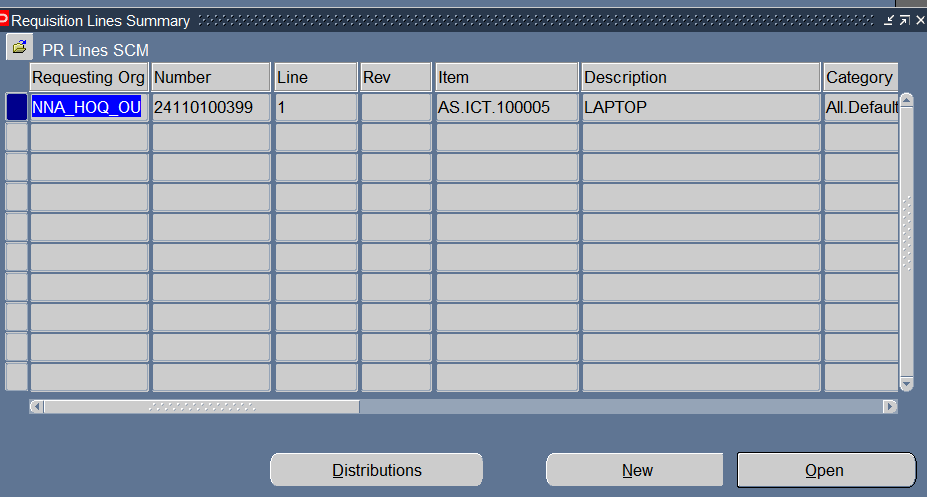 Requisition Lines Summary
PR Lines SCM
Requesting Org Number Line Rev Item Description Category
NNA_HOQ_OU 24110100399 1 AS.ICT.100005 LAPTOP All.Default
Distributions New Open